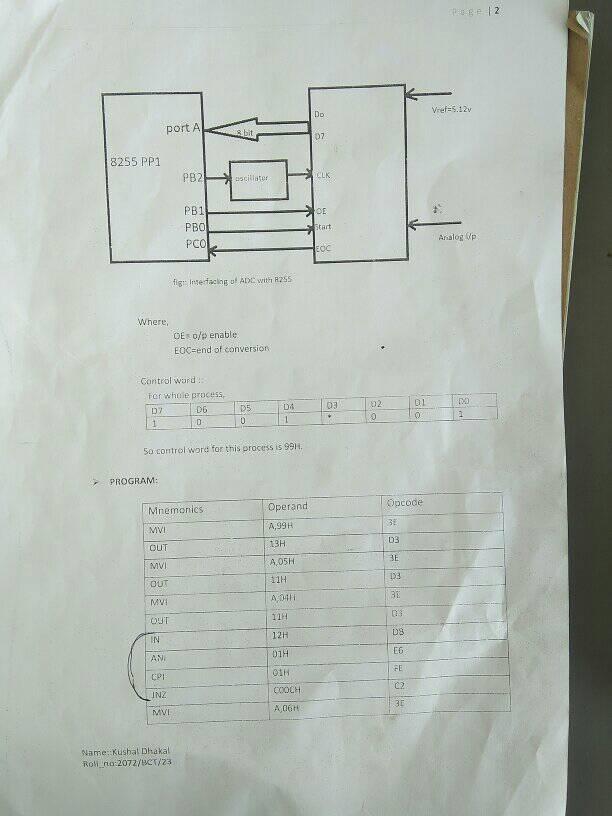 Page | 2
port A
8 bit
Do
D7
Vref=5.12v
8255 PP1
PB2
oscillator
CLK
PB1
OE
PB0
Start
PC0
EOC
Analog i/p
fig:: Interfacing of ADC with 8255
Where,
OE= o/p enable
EOC=end of conversion
Control word ::
For whole process,
D7 D6 D5 D4 D3 D2 D1 D0
1 0 0 1 * 0 0 1
So control word for this process is 99H.
➤ PROGRAM:
Mnemonics Operand Opcode
MVI A,99H 3E
OUT 13H D3
MVI A,05H 3E
OUT 11H D3
MVI A,04H 3E
OUT 11H D3
IN 12H DB
ANI 01H E6
CPI 01H FE
JNZ C00CH C2
MVI A,06H 3E
Name::Kushal Dhakal
Roll_no:2072/BCT/23